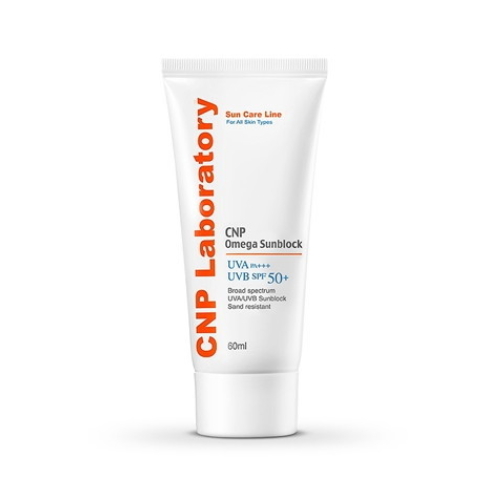 CNP Laboratory
Sun Care Line
For All Skin Types
CNP
Omega Sunblock
UVA PA+++
UVB SPF 50+
Broad spectrum
UVA/UVB Sunblock
Sand resistant
60ml